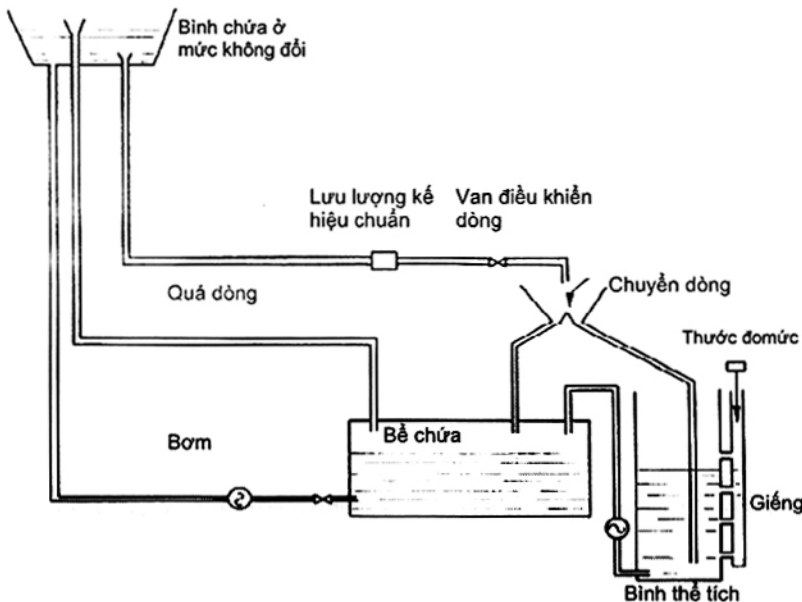 Bình chứa ở
mức không đổi
Lưu lượng kế
hiệu chuẩn
Van điều khiển
dòng
Quá dòng
Chuyển dòng
Thước đomức
Bơm
Bể chứa
Giếng
Bình thể tích